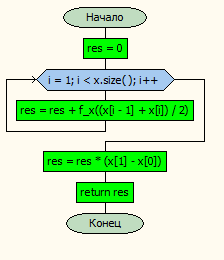 Начало
res = 0
i = 1; i < x.size( ); i++
res = res + f_x((x[i - 1] + x[i]) / 2)
res = res * (x[1] - x[0])
return res
Конец